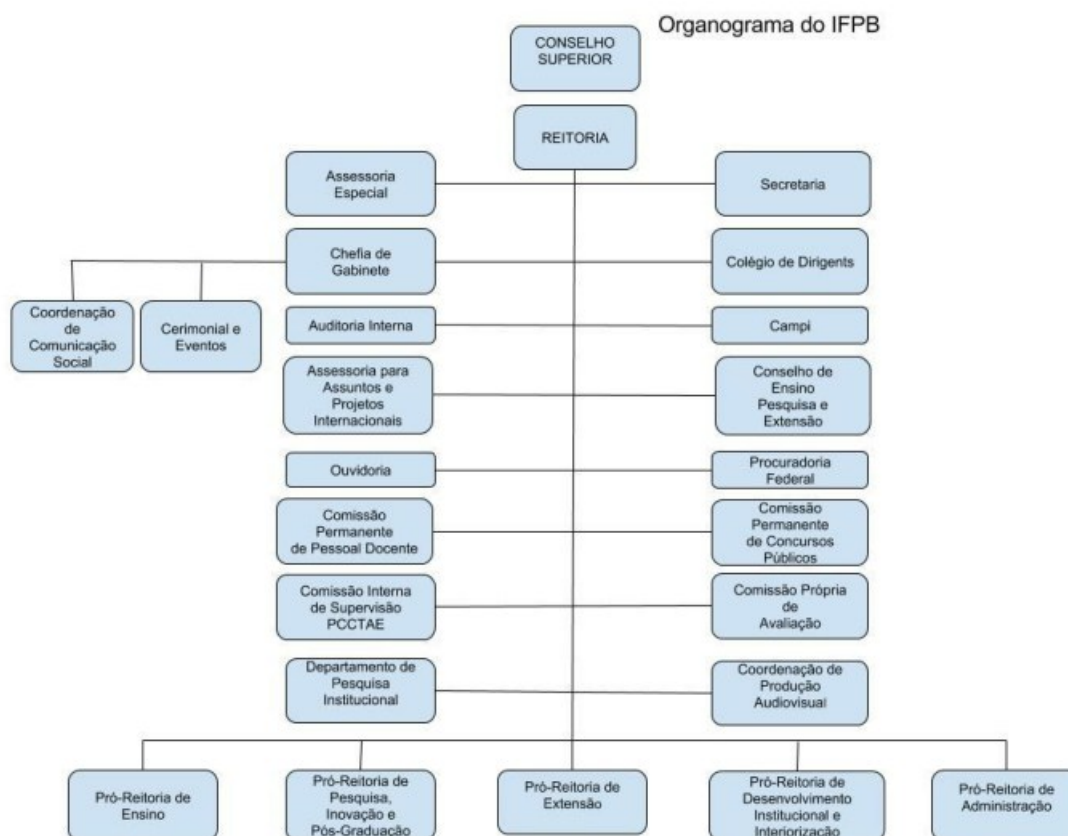 Organograma do IFPB
CONSELHO
SUPERIOR
REITORIA
Assessoria
Especial
Secretaria
Chefia de
Gabinete
Colégio de Dirigents
Coordenação
de
Comunicação
Social
Cerimonial e
Eventos
Auditoria Interna
Campi
Assessoria para
Assuntos e
Projetos
Internacionais
Conselho de
Ensino
Pesquisa e
Extensão
Ouvidoria
Procuradoria
Federal
Comissão
Permanente
de Pessoal Docente
Comissão
Permanente
de Concursos
Públicos
Comissão Interna
de Supervisão
PCCTAE
Comissão Própria
de
Avaliação
Departamento de
Pesquisa
Institucional
Coordenação de
Produção
Audiovisual
Pró-Reitoria de
Ensino
Pró-Reitoria de
Pesquisa,
Inovação e
Pós-Graduação
Pró-Reitoria de
Extensão
Pró-Reitoria de
Desenvolvimento
Institucional e
Interiorização
Pró-Reitoria de
Administração